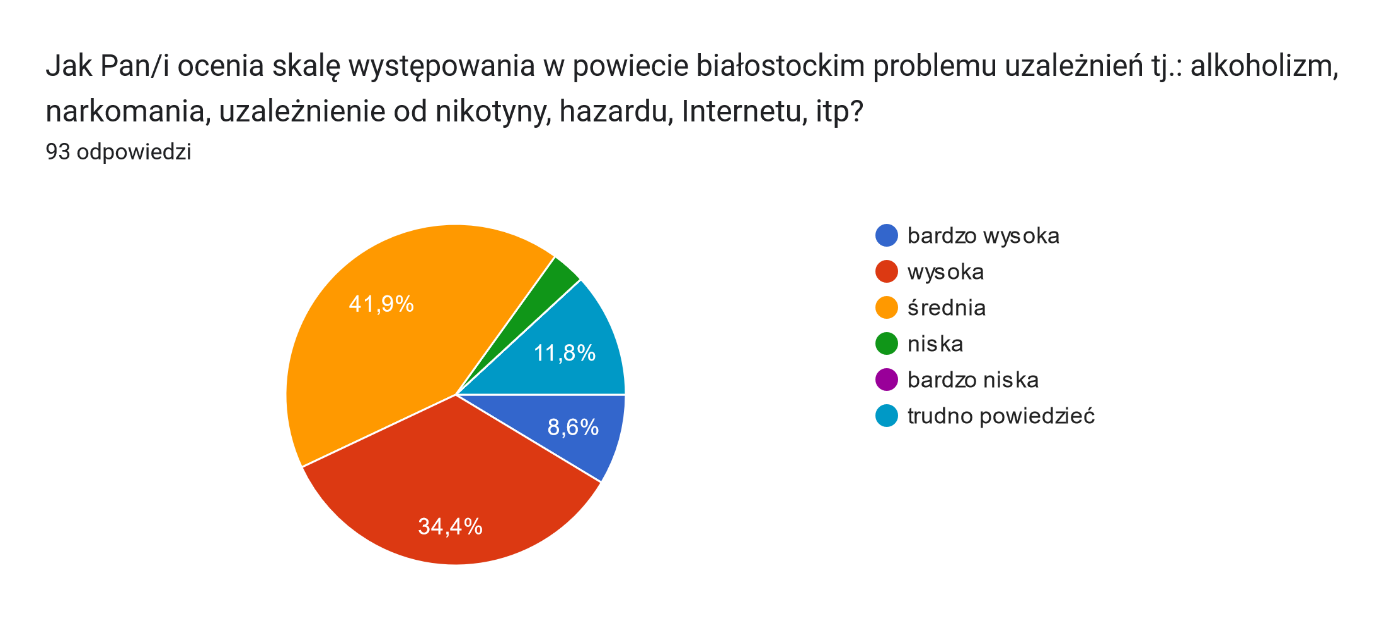 Jak Pan/i ocenia skalę występowania w powiecie białostockim problemu uzależnień tj.: alkoholizm,
narkomania, uzależnienie od nikotyny, hazardu, Internetu, itp?
93 odpowiedzi
41,9%
11,8%
8,6%
34,4%
bardzo wysoka
wysoka
średnia
niska
bardzo niska
trudno powiedzieć